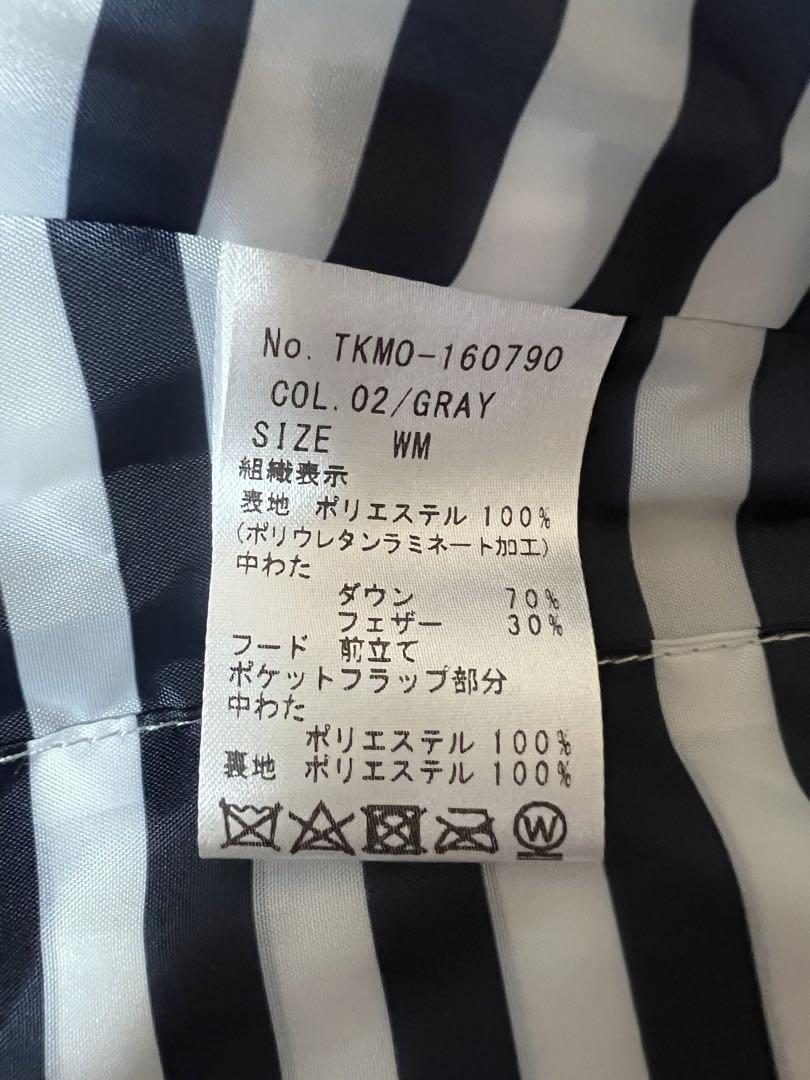 No. TKMO-160790
COL. 02/GRAY
SIZE WM
組織表示
表地 ポリエステル 100%
(ポリウレタンラミネート加工)
中わた
ダウン 70%
フェザー 30%
フード 前立て
ポケットフラップ部分
中わた
ポリエステル 100%
裏地 ポリエステル 100%
W